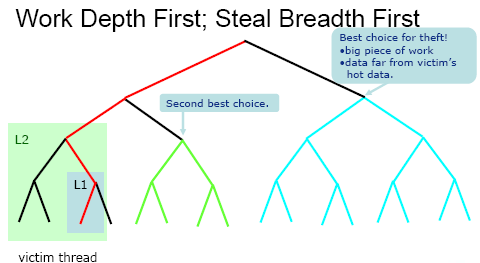 Work Depth First; Steal Breadth First
Best choice for theft!
•big piece of work
•data far from victim's
hot data.
Second best choice.
L2
L1
victim thread